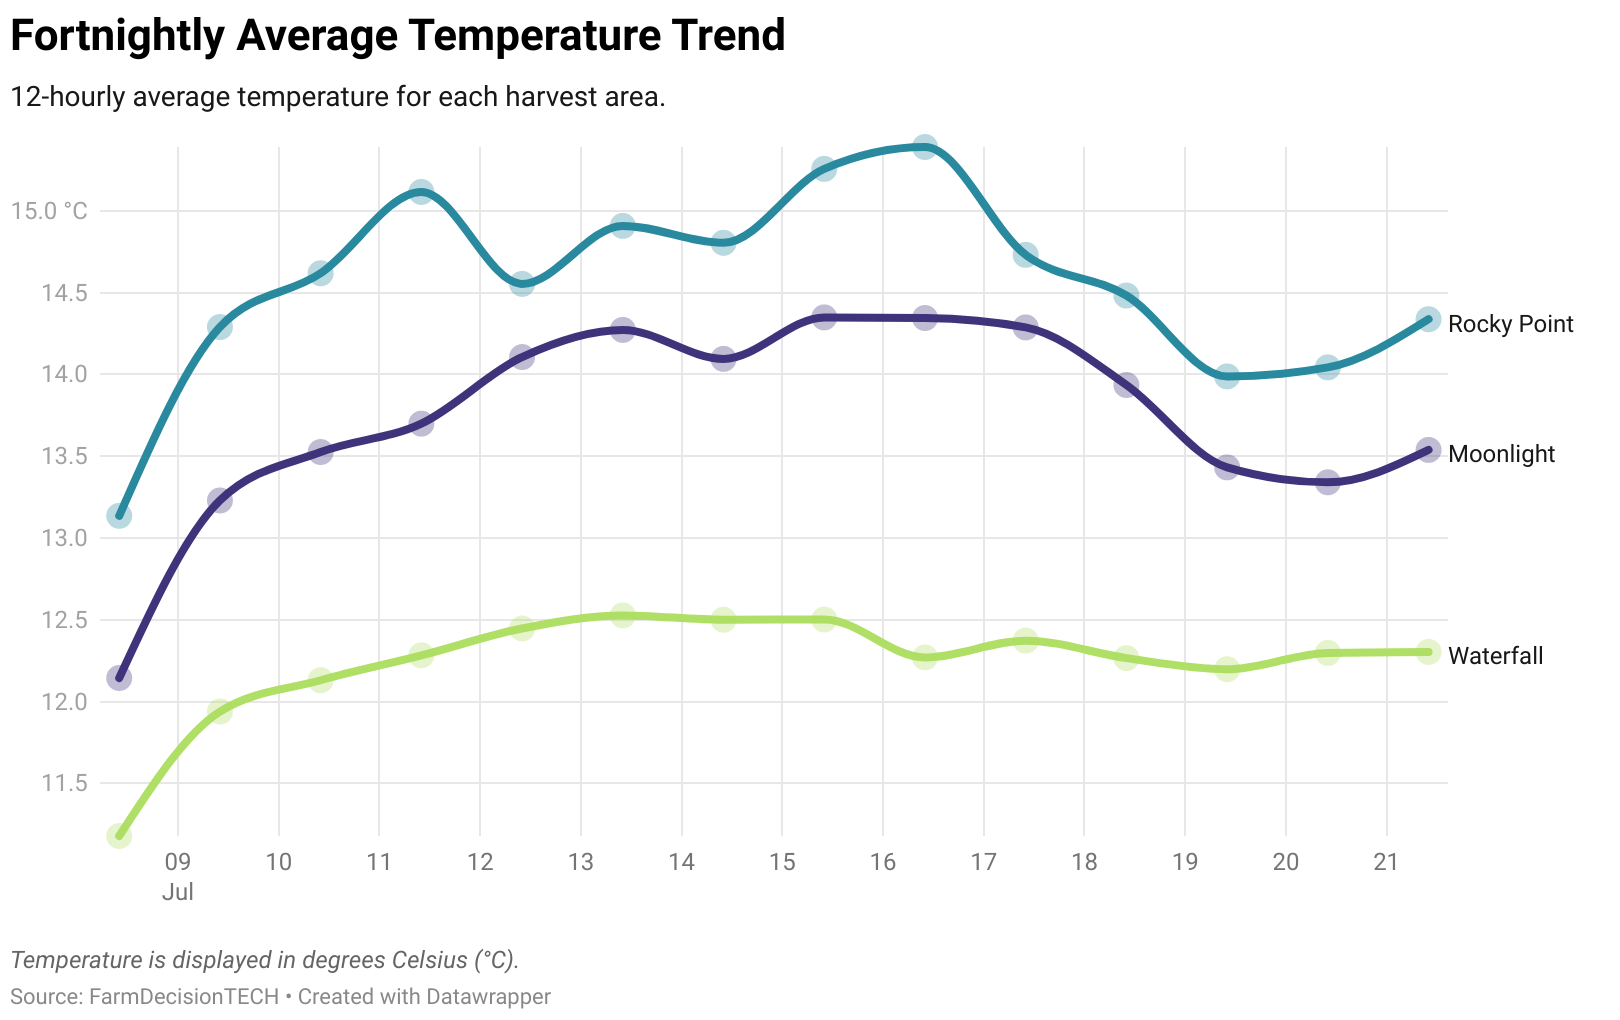 Fortnightly Average Temperature Trend
12-hourly average temperature for each harvest area.
15.0 °C
14.5
14.0
13.5
13.0
12.5
12.0
11.5
Rocky Point
Moonlight
Waterfall
09 10 11 12 13 14 15 16 17 18 19 20 21
Jul
Temperature is displayed in degrees Celsius (°C).
Source: FarmDecisionTECH • Created with Datawrapper